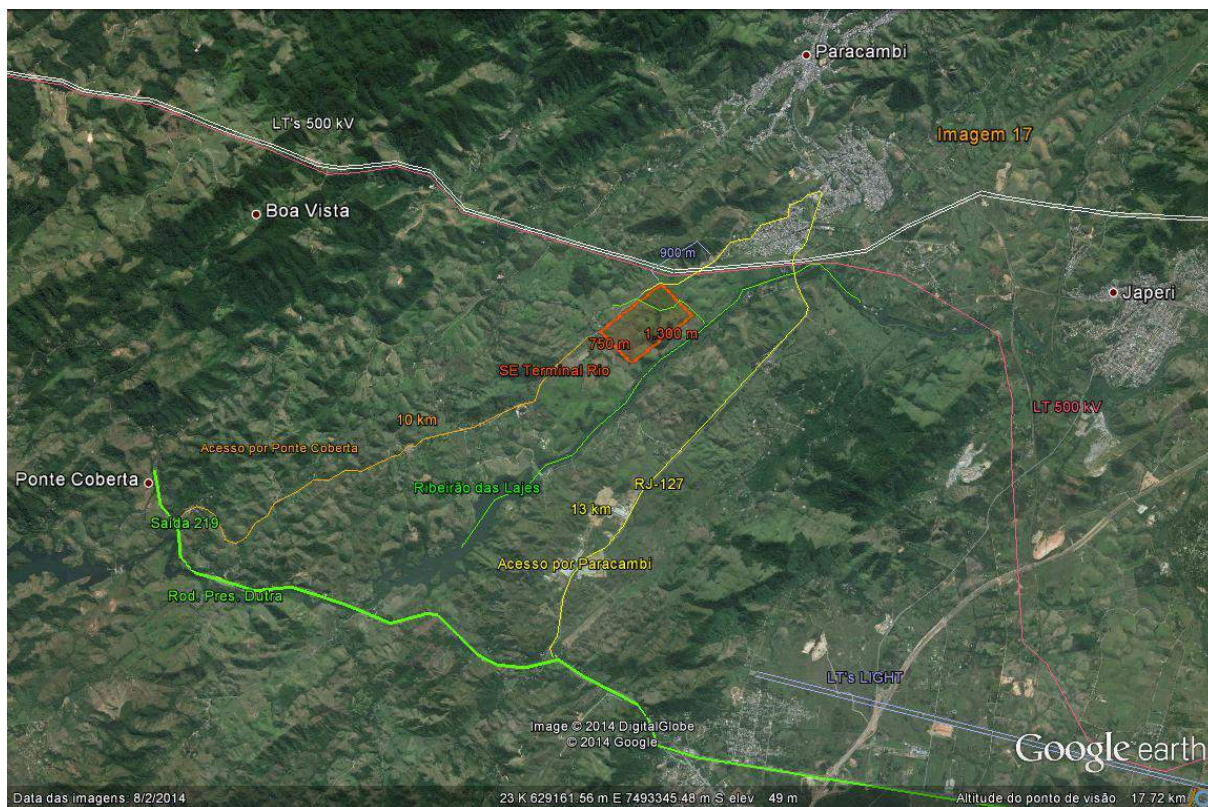 Paracambi
LT's 500 kV
Imagem 17
Boa Vista
900 m
Japeri
1.300 m
750 m
SE Terminal Rio
LT 500 kV
10 km
Acesso por Ponte Coberta
Ponte Coberta
Ribeirão das Lajes
RJ-127
13 km
Saída 219
Acesso por Paracambi
Rod. Pres. Dutra
LT's LIGHT
Image © 2014 DigitalGlobe
© 2014 Google
Google earth
Data das imagens: 8/2/2014 23 K 629161.56 m E 7493345.48 m S elev 49 m Altitude do ponto de visão 17.72 km